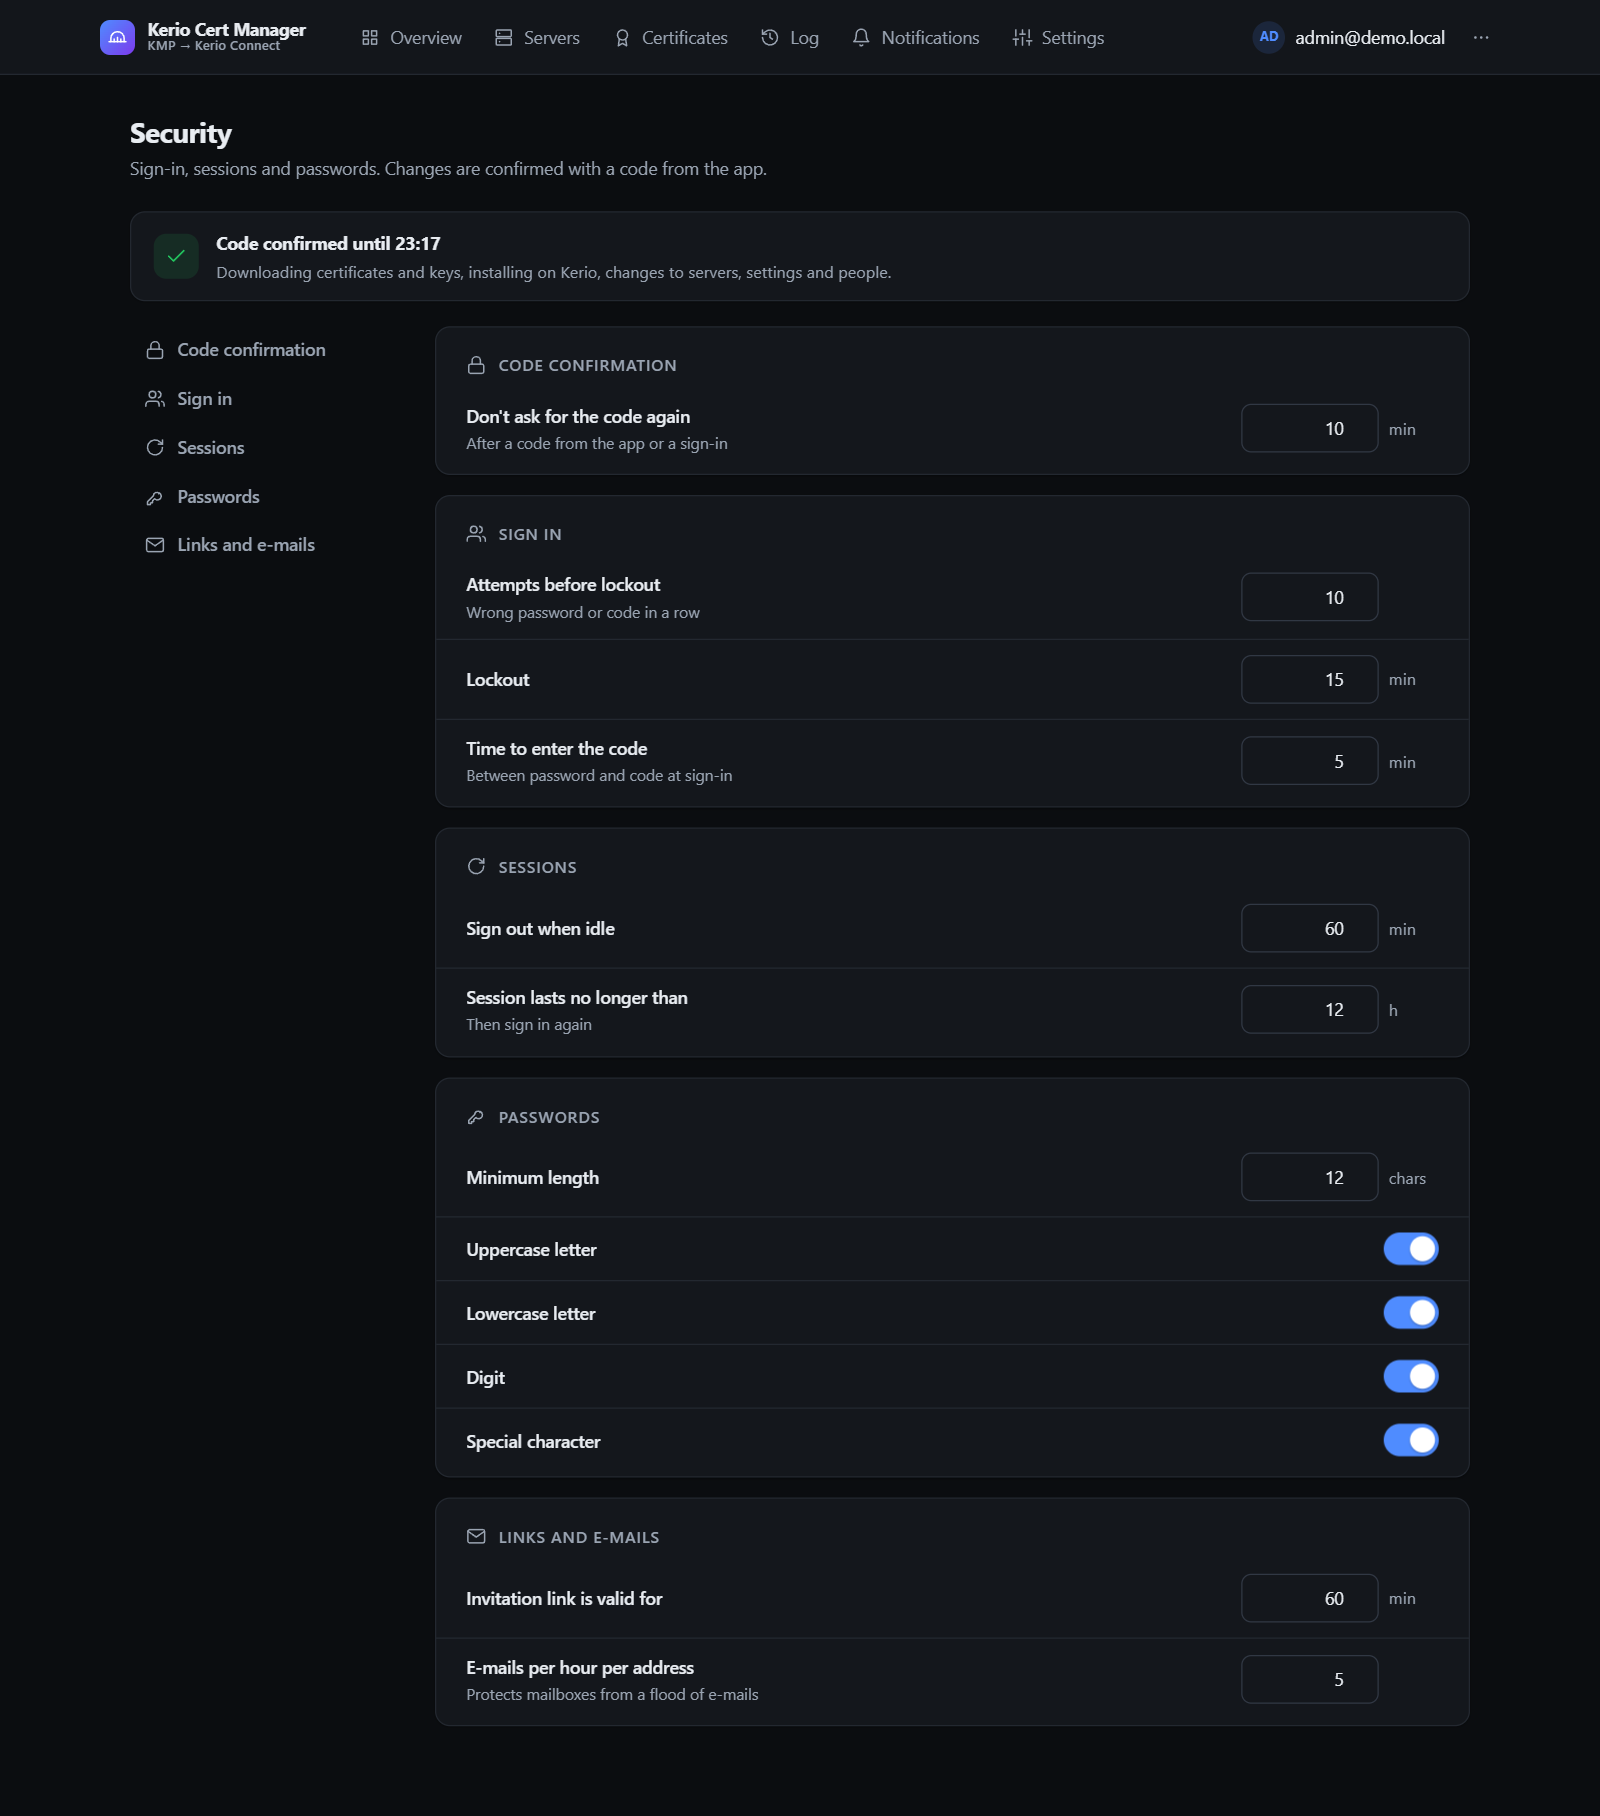 Kerio Cert Manager
KMP → Kerio Connect
Overview
Servers
Certificates
Log
Notifications
Settings
AD
admin@demo.local
Security
Sign-in, sessions and passwords. Changes are confirmed with a code from the app.
Code confirmed until 23:17
Downloading certificates and keys, installing on Kerio, changes to servers, settings and people.
Code confirmation
Sign in
Sessions
Passwords
Links and e-mails
CODE CONFIRMATION
Don't ask for the code again
After a code from the app or a sign-in
10 min
SIGN IN
Attempts before lockout
Wrong password or code in a row
10
Lockout
15 min
Time to enter the code
Between password and code at sign-in
5 min
SESSIONS
Sign out when idle
60 min
Session lasts no longer than
Then sign in again
12 h
PASSWORDS
Minimum length
12 chars
Uppercase letter
Lowercase letter
Digit
Special character
LINKS AND E-MAILS
Invitation link is valid for
60 min
E-mails per hour per address
Protects mailboxes from a flood of e-mails
5